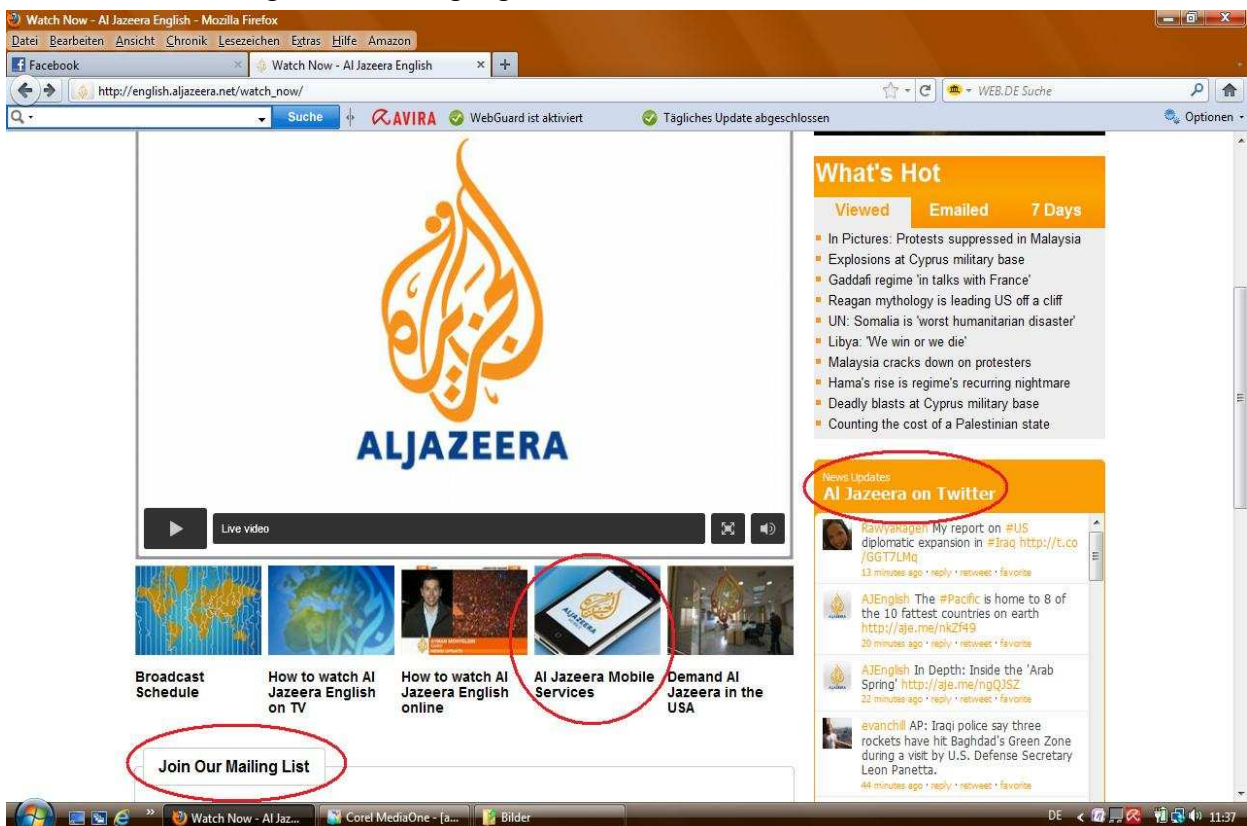 Watch Now - Al Jazeera English - Mozilla Firefox
Datei Bearbeiten Ansicht Chronik Lesezeichen Extras Hilfe Amazon
Facebook
Watch Now - Al Jazeera English
http://english.aljazeera.net/watch_now/
WEB.DE Suche
Suche
AVIRA
WebGuard ist aktiviert
Tägliches Update abgeschlossen
Optionen
الجزيرة
ALJAZEERA
Live video
Broadcast
Schedule
How to watch Al
Jazeera English
on TV
How to watch Al
Jazeera English
online
Al Jazeera Mobile
Services
Demand Al
Jazeera in the
USA
Join Our Mailing List
What's Hot
Viewed Emailed 7 Days
In Pictures: Protests suppressed in Malaysia
Explosions at Cyprus military base
Gaddafi regime 'in talks with France'
Reagan mythology is leading US off a cliff
UN: Somalia is 'worst humanitarian disaster'
Libya: 'We win or we die'
Malaysia cracks down on protesters
Hama's rise is regime's recurring nightmare
Deadly blasts at Cyprus military base
Counting the cost of a Palestinian state
News Updates
Al Jazeera on Twitter
RawyaRageh My report on #US
diplomatic expansion in #Iraq http://t.co
/GGT7LMq
13 minutes ago · reply · retweet · favorite
AJEnglish The #Pacific is home to 8 of
the 10 fattest countries on
earth
http://aje.me/nkZf49
20 minutes ago · reply · retweet · favorite
AJEnglish In Depth: Inside the 'Arab
Spring' http://aje.me/ngQJSZ
22 minutes ago · reply · retweet · favorite
evanchill AP: Iraqi police say three
rockets have hit Baghdad's Green Zone
during a visit by U.S. Defense Secretary
Leon Panetta.
44 minutes ago · reply · retweet · favorite
Watch Now - Al Jaz...
Corel MediaOne - [a...
Bilder
DE
11:37